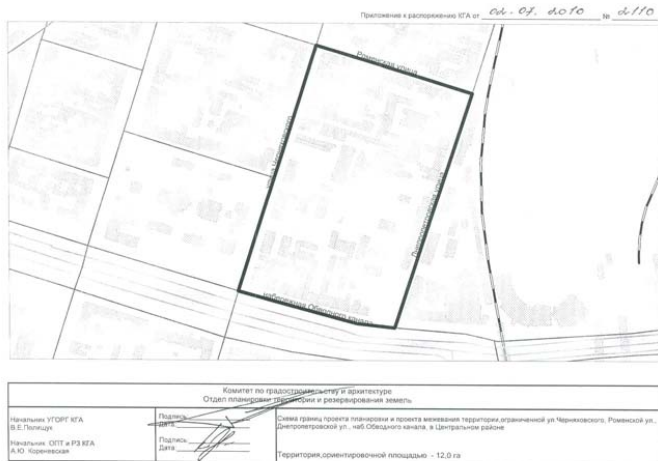 Приложение к распоряжению КГА от 02.07.2010 № 2110
Роменская улица
улица Черняховского
Днепропетровская улица
набережная Обводного канала
Комитет по градостроительству и архитектуре
Отдел планировки территории и резервирования земель
Начальник УГОРГ КГА
В.Е.Полищук
Подпись
Дата
Начальник ОПТ и РЗ КГА
А.Ю. Кореневская
Подпись
Дата
Схема границ проекта планировки и проекта межевания территории,ограниченной ул.Черняховского, Роменской ул.,
Днепропетровской ул., наб.Обводного канала, в Центральном районе
Территория,ориентировочной площадью - 12,0 га